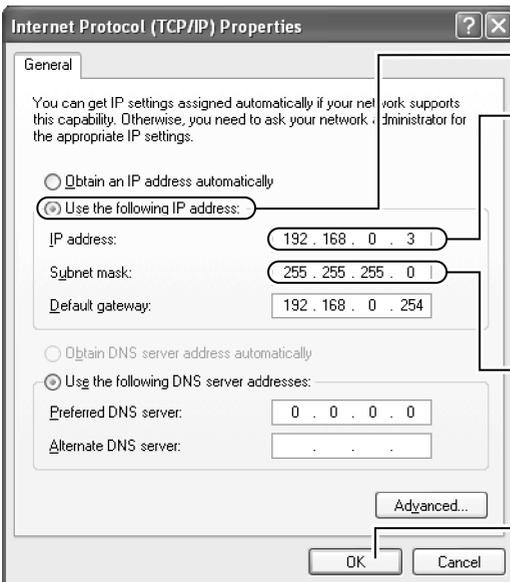 Internet Protocol (TCP/IP) Properties
General
You can get IP settings assigned automatically if your network supports
this capability. Otherwise, you need to ask your network administrator for
the appropriate IP settings.
Obtain an IP address automatically
Use the following IP address:
IP address: 192 . 168 . 0 . 3
Subnet mask: 255 . 255 . 255 . 0
Default gateway: 192 . 168 . 0 . 254
Obtain DNS server address automatically
Use the following DNS server addresses:
Preferred DNS server: 0 . 0 . 0 . 0
Alternate DNS server: . . .
Advanced...
OK Cancel